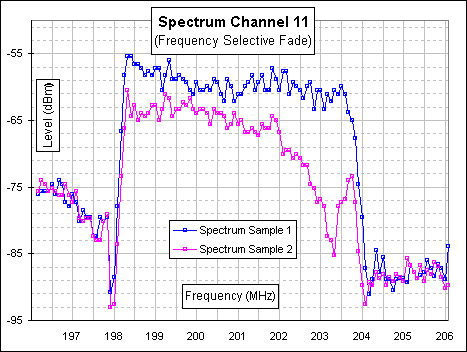 Spectrum Channel 11
(Frequency Selective Fade)
-55
-65
-75
-85
-95
Level (dBm)
Spectrum Sample 1
Spectrum Sample 2
Frequency (MHz)
197 198 199 200 201 202 203 204 205 206